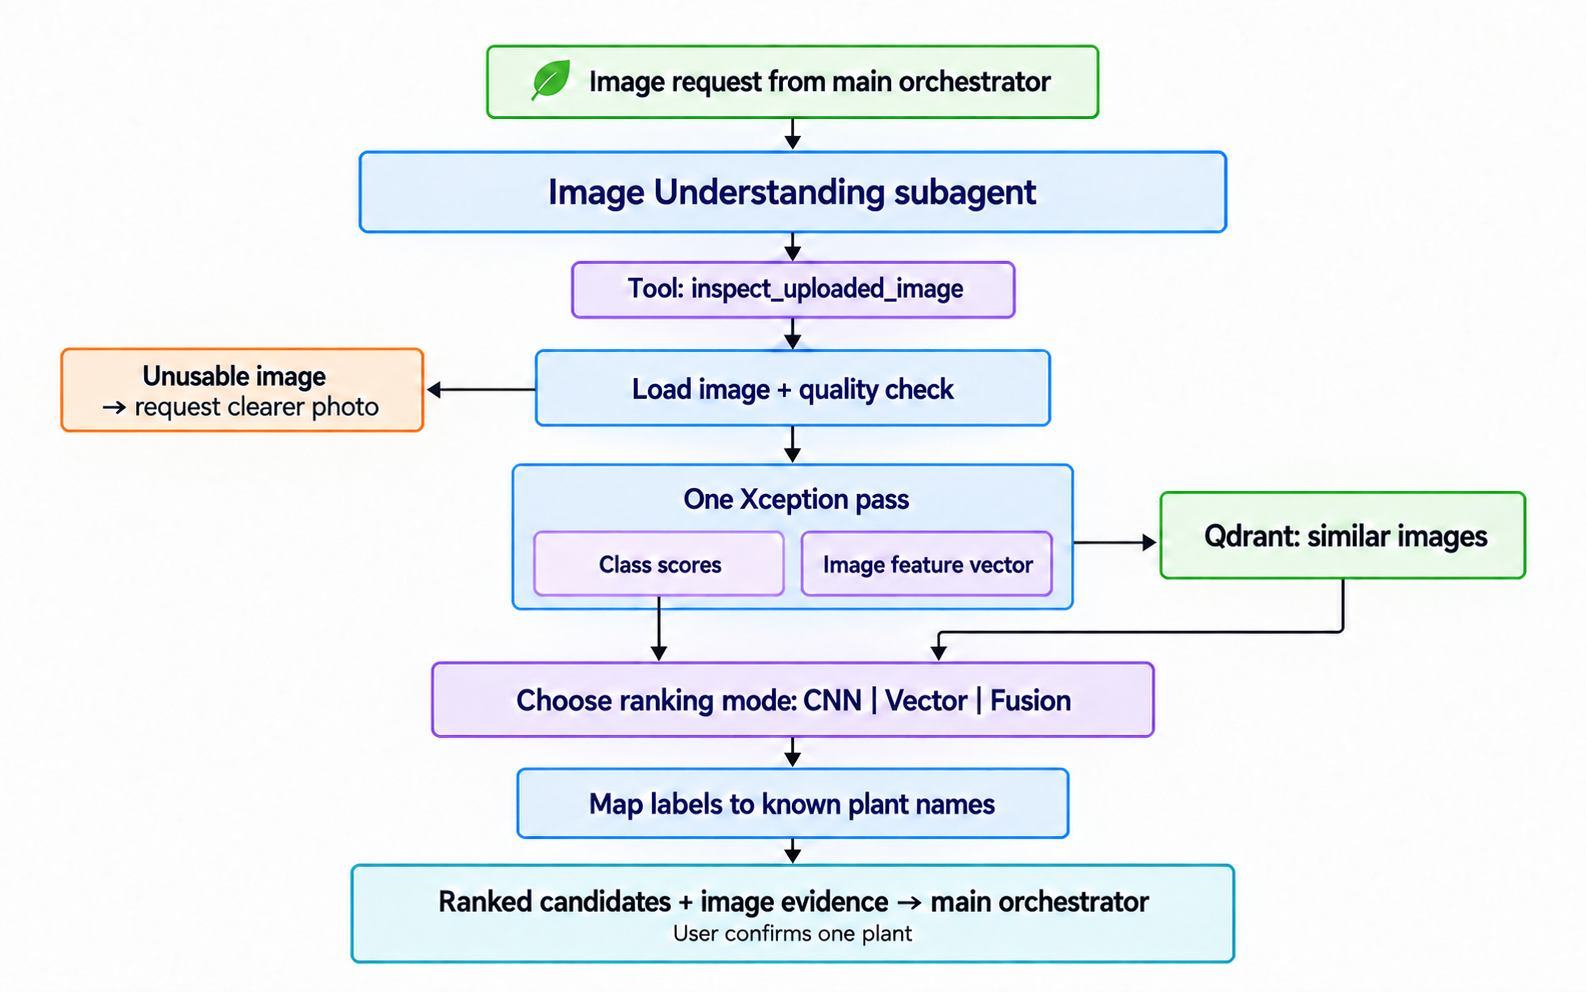 Image request from main orchestrator
Image Understanding subagent
Tool: inspect_uploaded_image
Unusable image
→ request clearer photo
Load image + quality check
One Xception pass
Class scores
Image feature vector
Qdrant: similar images
Choose ranking mode: CNN | Vector | Fusion
Map labels to known plant names
Ranked candidates + image evidence → main orchestrator
User confirms one plant